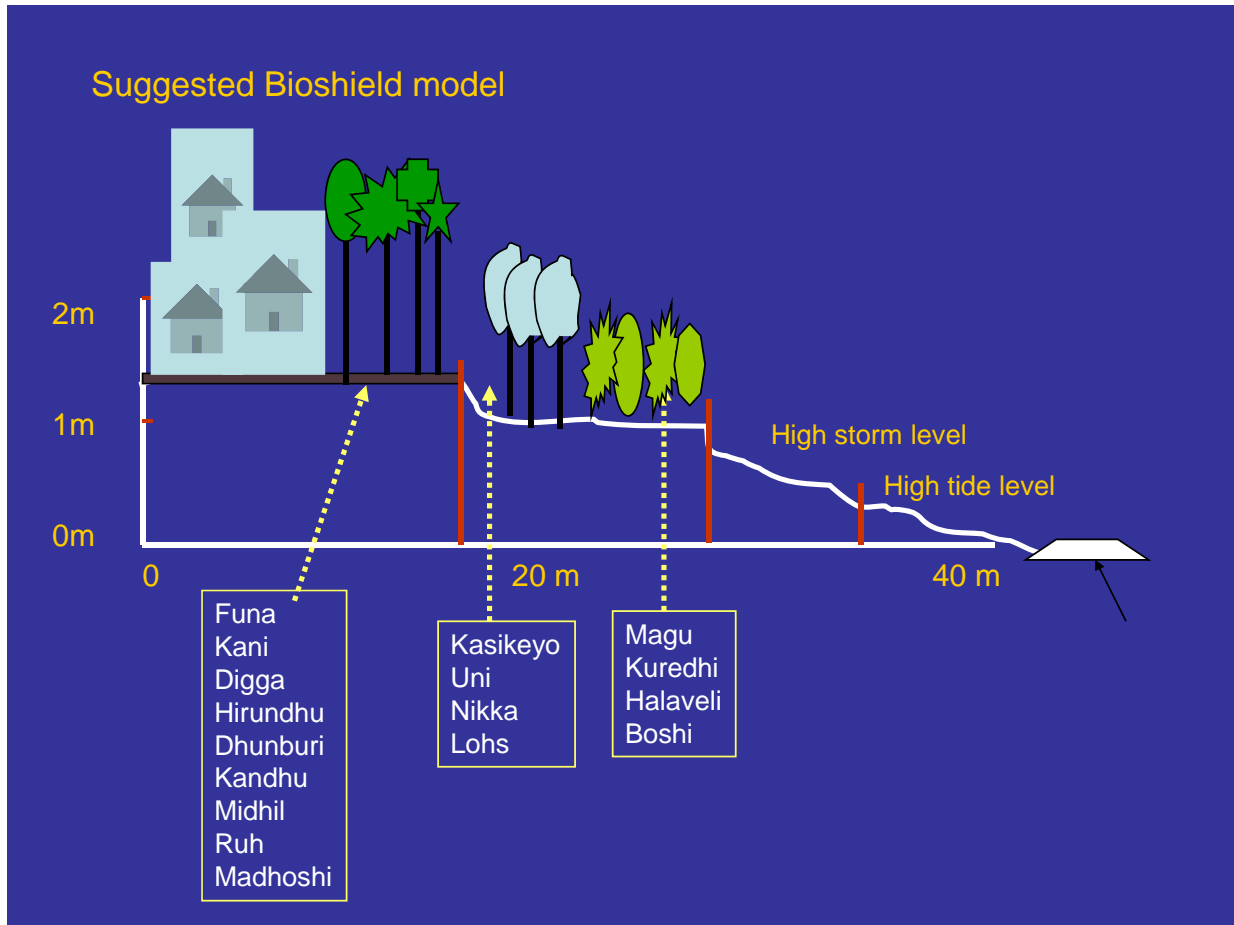 Suggested Bioshield model
2m
1m
0m
High storm level
High tide level
0
20 m
40 m
Funa
Kani
Digga
Hirundhu
Dhunburi
Kandhu
Midhil
Ruh
Madhoshi
Kasikeyo
Uni
Nikka
Lohs
Magu
Kuredhi
Halaveli
Boshi